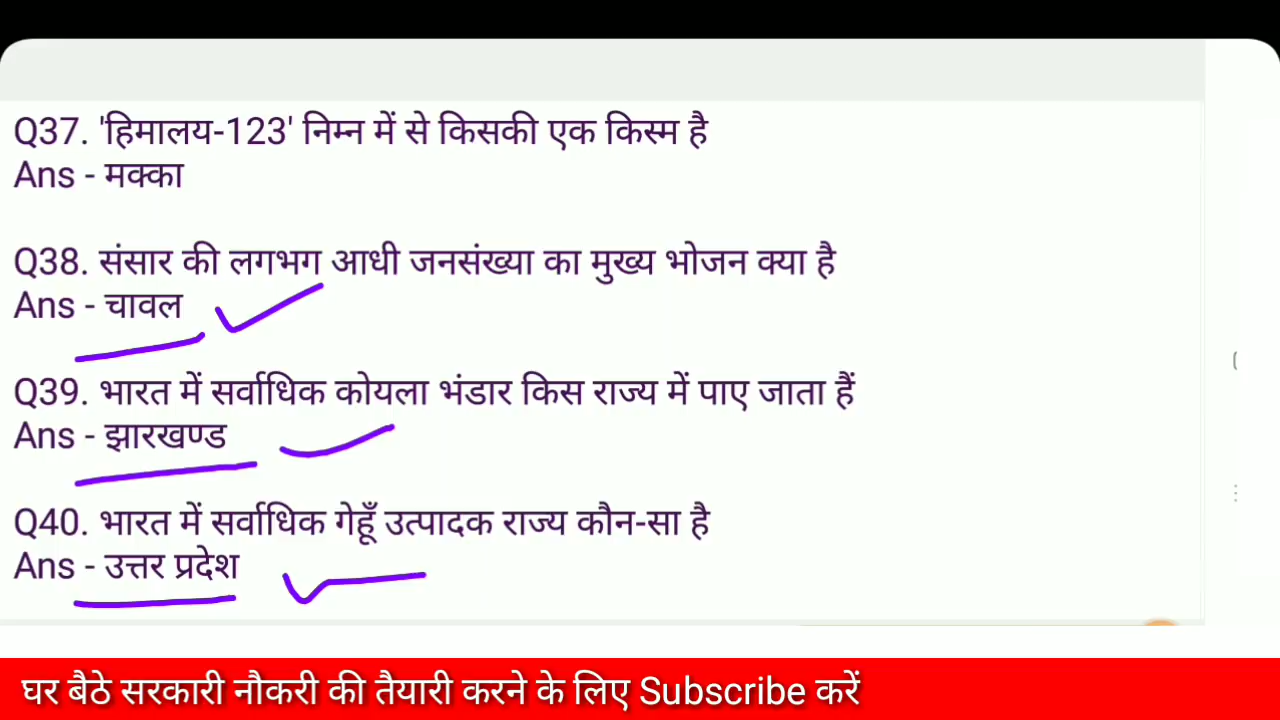 Q37. 'हिमालय-123' निम्न में से किसकी एक किस्म है
Ans - मक्का
Q38. संसार की लगभग आधी जनसंख्या का मुख्य भोजन क्या है
Ans - चावल
Q39. भारत में सर्वाधिक कोयला भंडार किस राज्य में पाए जाता हैं
Ans - झारखण्ड
Q40. भारत में सर्वाधिक गेहूँ उत्पादक राज्य कौन-सा है
Ans - उत्तर प्रदेश
घर बैठे सरकारी नौकरी की तैयारी करने के लिए Subscribe करें